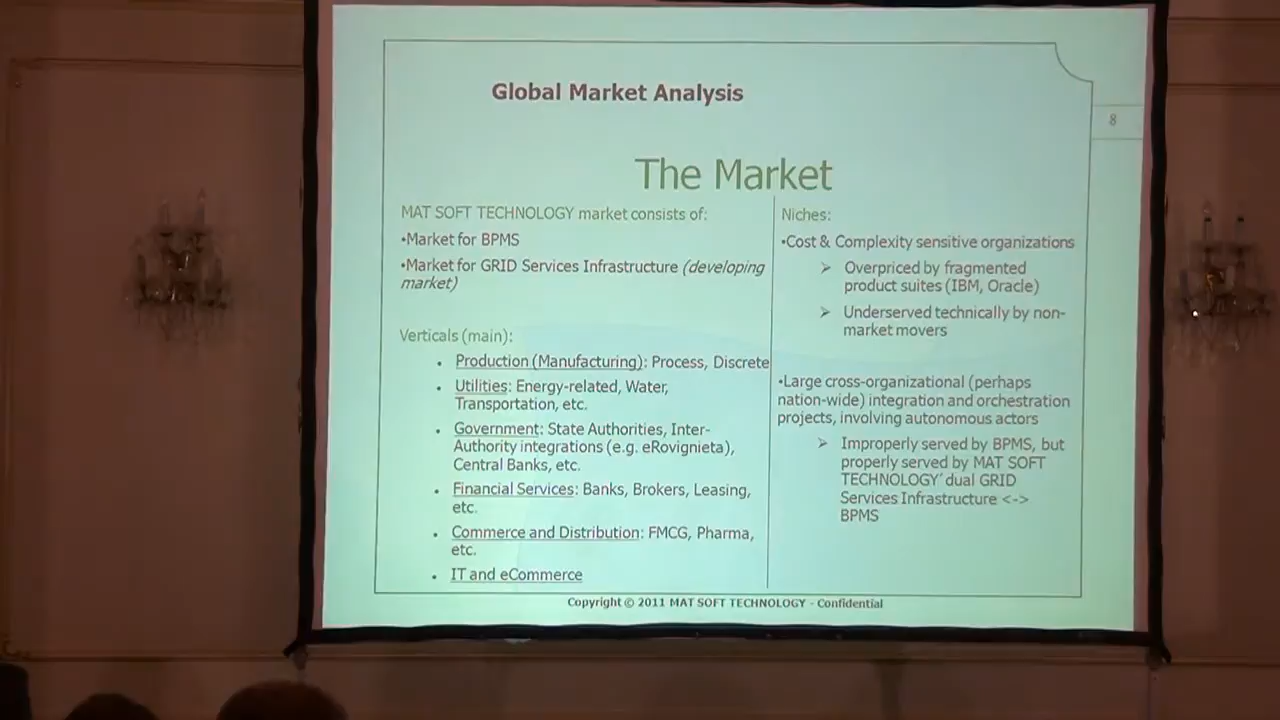 Global Market Analysis
8
The Market
MAT SOFT TECHNOLOGY market consists of:
•Market for BPMS
•Market for GRID Services Infrastructure (developing
market)
Verticals (main):
• Production (Manufacturing): Process, Discrete
• Utilities: Energy-related, Water,
Transportation, etc.
• Government: State Authorities, Inter-
Authority integrations (e.g. eRovignieta),
Central Banks, etc.
• Financial Services: Banks, Brokers, Leasing,
etc.
• Commerce and Distribution: FMCG, Pharma,
etc.
• IT and eCommerce
Niches:
•Cost & Complexity sensitive organizations
➢ Overpriced by fragmented
product suites (IBM, Oracle)
➢ Underserved technically by non-
market movers
•Large cross-organizational (perhaps
nation-wide) integration and orchestration
projects, involving autonomous actors
➢ Improperly served by BPMS, but
properly served by MAT SOFT
TECHNOLOGY' dual GRID
Services Infrastructure <->
BPMS
Copyright © 2011 MAT SOFT TECHNOLOGY - Confidential